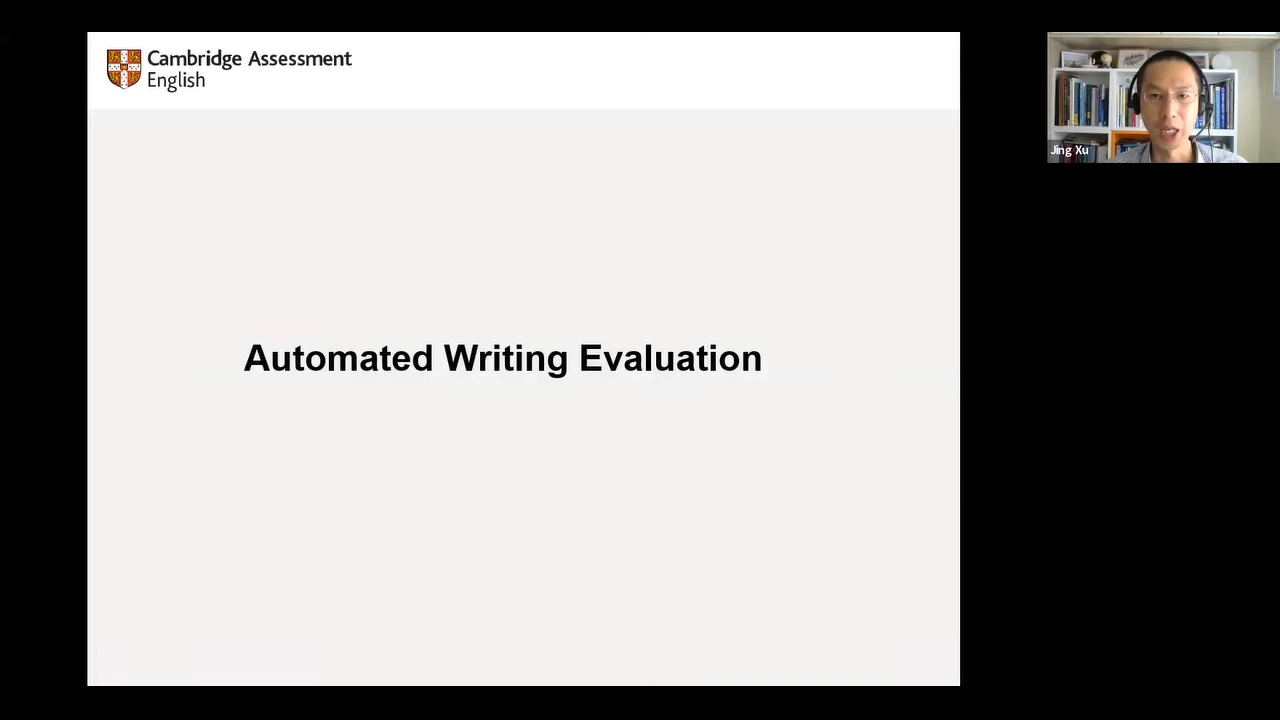 Cambridge Assessment
English
Automated Writing Evaluation
Jing Xu